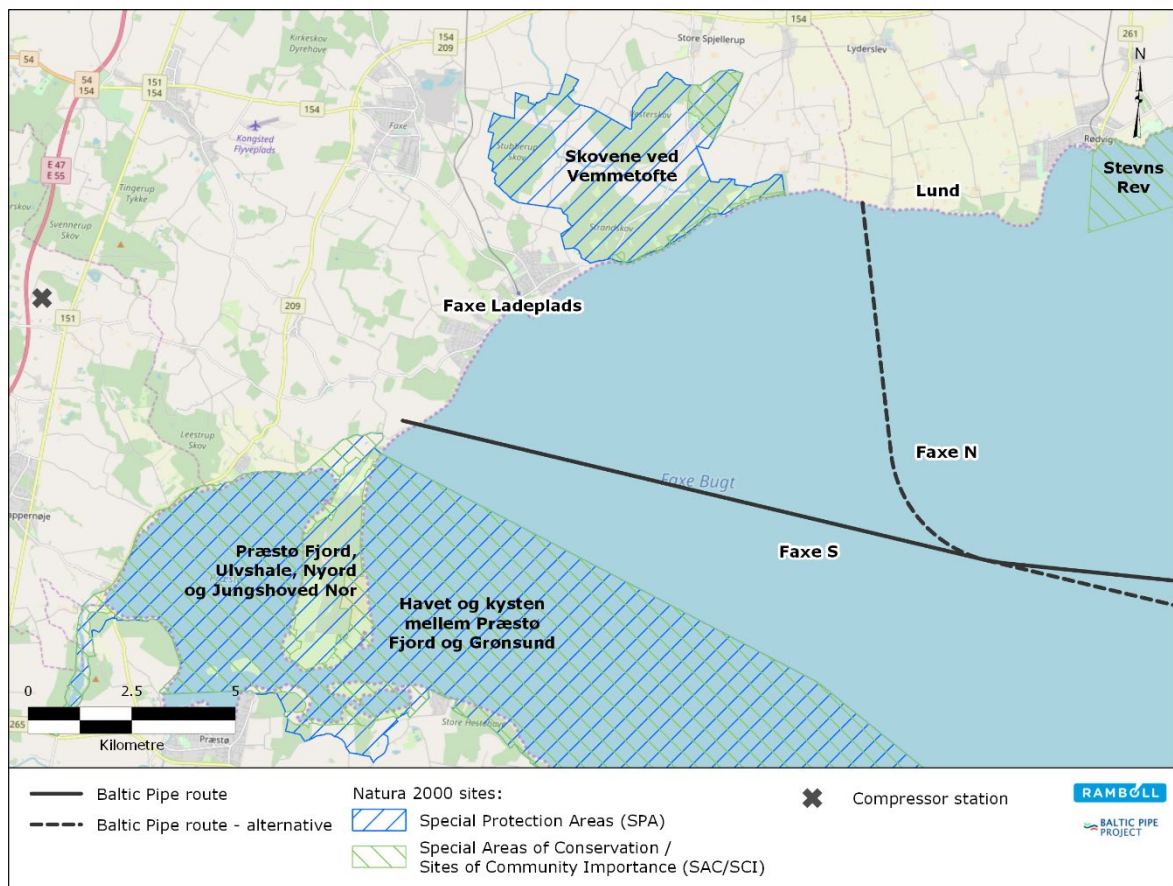 154
Store Spjellerup
Kirkeskov
Dyrehove
154
209
Lyderslev
261
54
54
154
151
154
154
N
Faxe
Kongsted
Flyveplads
Stubberup
Skov
Rødvig
E 47
E 55
Tingerup
Tykke
Skovene ved
Vemmetofte
Stevns
Rev
Lund
Svennerup
Skov
Strandskov
151
209
Faxe Ladeplads
Leestrup
Skov
Faxe N
Faxe Bugt
Faxe S
Præstø Fjord,
Ulvshale, Nyord
og Jungshoved Nor
Havet og kysten
mellem Præstø
Fjord og Grønsund
0 2.5 5
265
Kilometre
Præstø
Store Hestehave
Baltic Pipe route
Baltic Pipe route - alternative
Natura 2000 sites:
Special Protection Areas (SPA)
Special Areas of Conservation /
Sites of Community Importance (SAC/SCI)
Compressor station
RAMBOLL
BALTIC PIPE
PROJECT